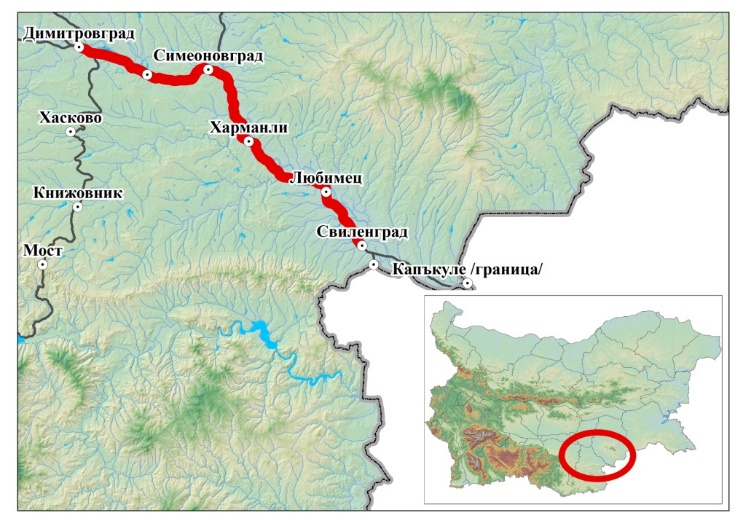 Димитровград
Симеоновград
Хасково
Харманли
Любимец
Книжовник
Свиленград
Мост
Капъкуле /граница/